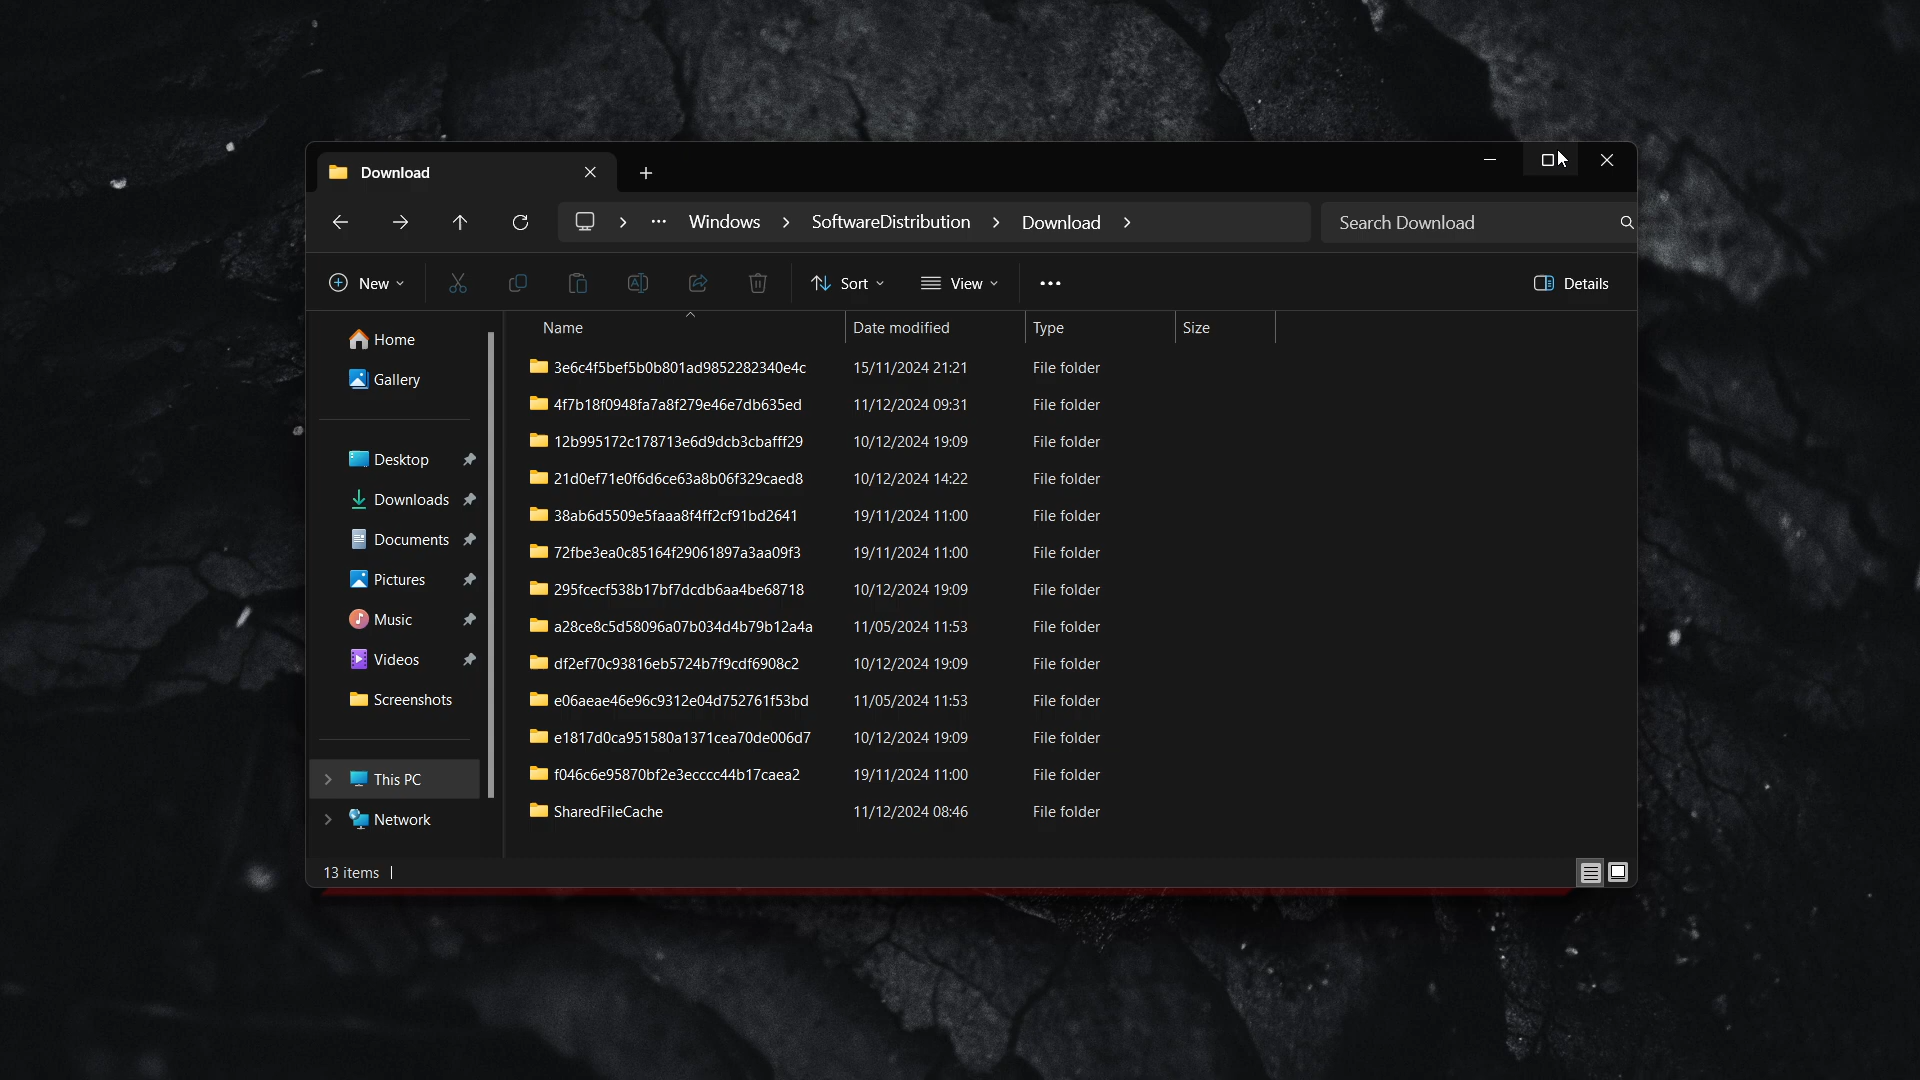 Download
Windows SoftwareDistribution Download
Search Download
New Sort View Details
Home
Gallery
Desktop
Downloads
Documents
Pictures
Music
Videos
Screenshots
This PC
Network
Name Date modified Type Size
3e6c4f5bef5b0b801ad9852282340e4c 15/11/2024 21:21 File folder
4f7b18f0948fa7a8f279e46e7db635ed 11/12/2024 09:31 File folder
12b995172c178713e6d9dcb3cbafff29 10/12/2024 19:09 File folder
21d0ef71e0f6d6ce63a8b06f329caed8 10/12/2024 14:22 File folder
38ab6d5509e5faaa8f4ff2cf91bd2641 19/11/2024 11:00 File folder
72fbe3ea0c85164f29061897a3aa09f3 19/11/2024 11:00 File folder
295fcecf538b17bf7dcdb6aa4be68718 10/12/2024 19:09 File folder
a28ce8c5d58096a07b034d4b79b12a4a 11/05/2024 11:53 File folder
df2ef70c93816eb5724b7f9cdf6908c2 10/12/2024 19:09 File folder
e06aeae46e96c9312e04d752761f53bd 11/05/2024 11:53 File folder
e1817d0ca951580a1371cea70de006d7 10/12/2024 19:09 File folder
f046c6e95870bf2e3ecccc44b17caea2 19/11/2024 11:00 File folder
SharedFileCache 11/12/2024 08:46 File folder
13 items